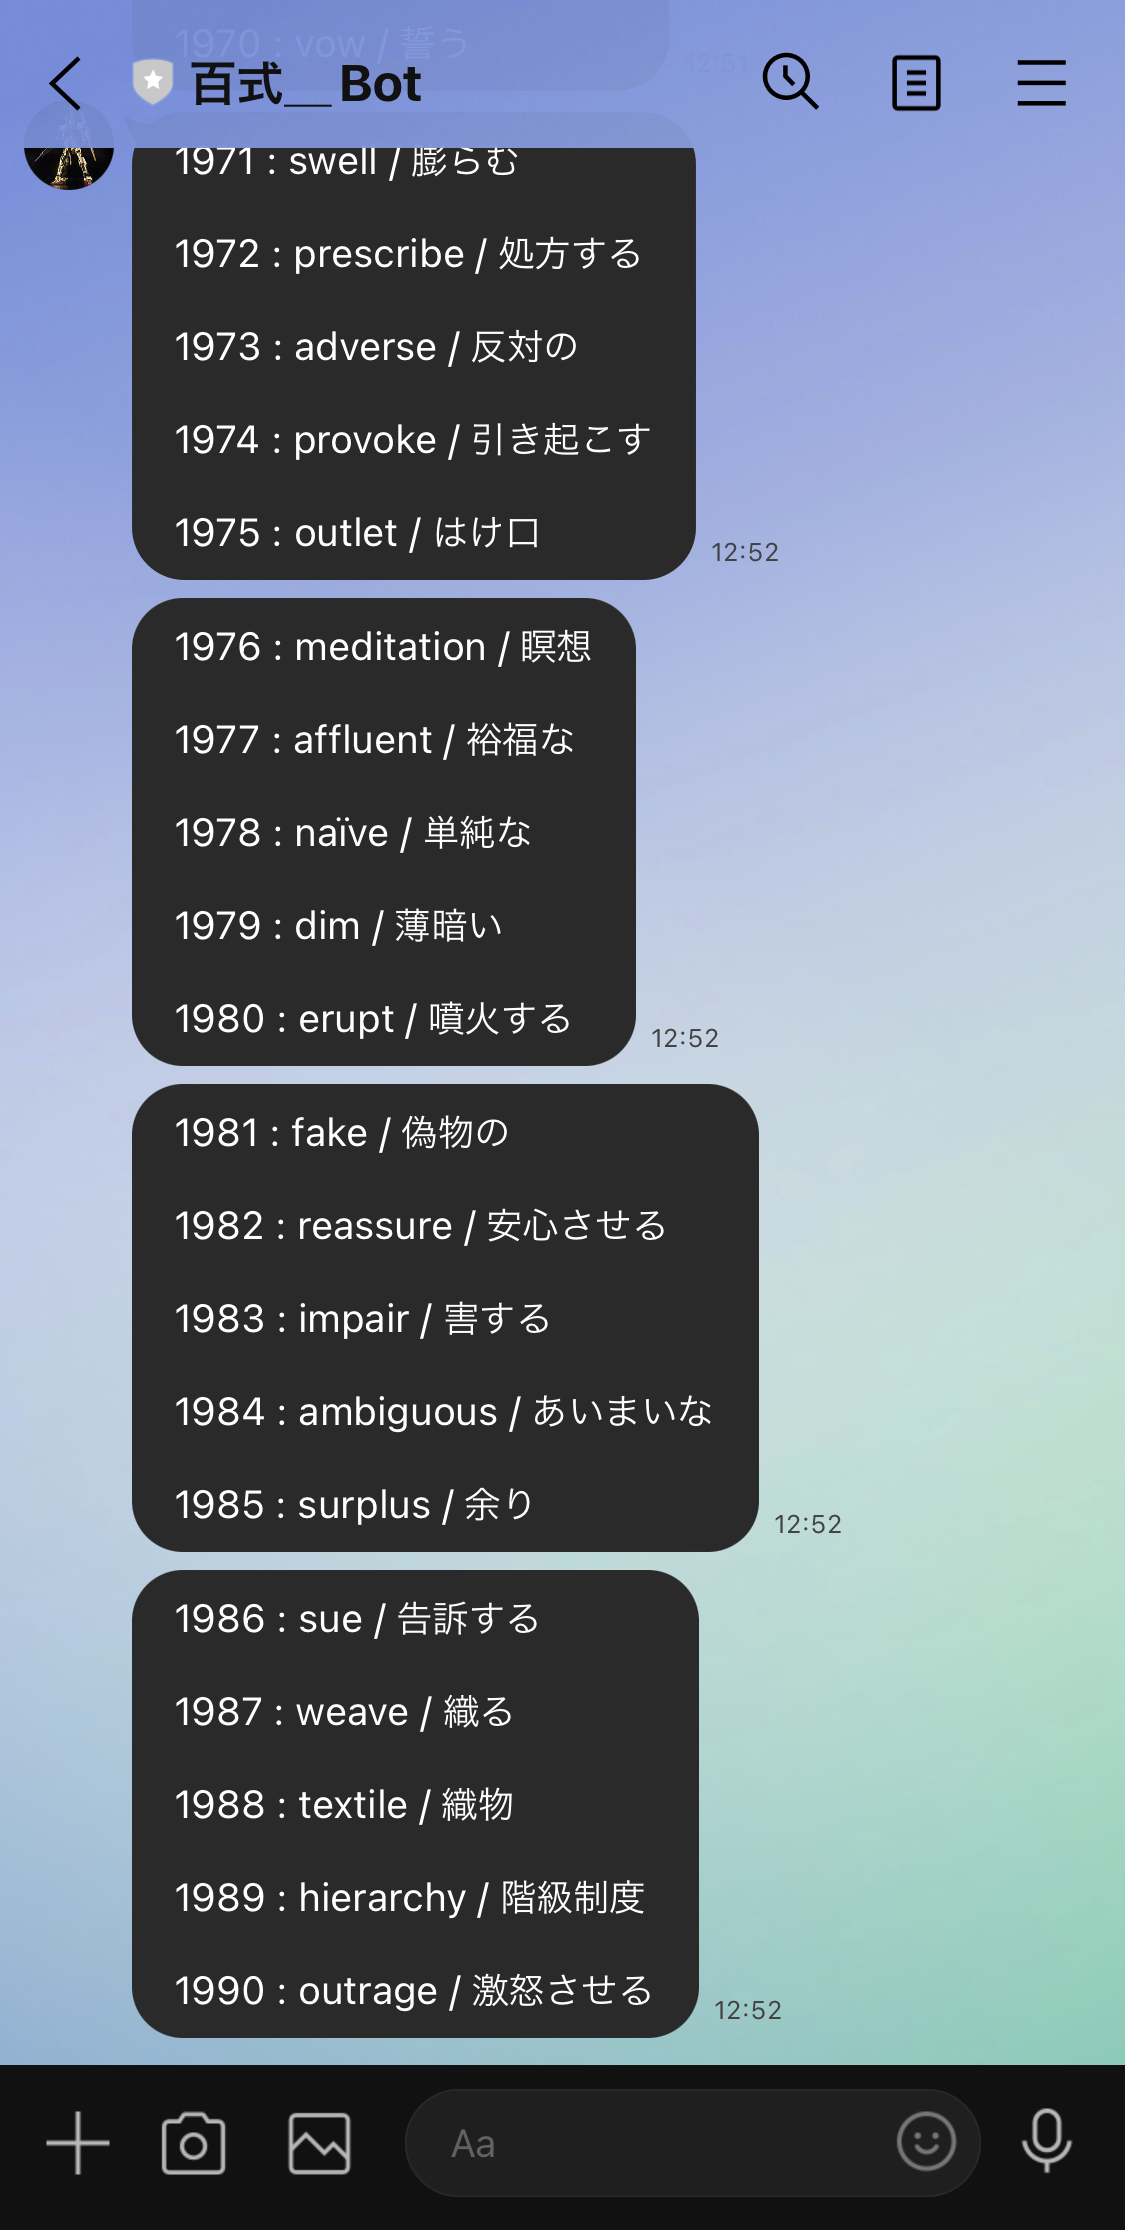 1970 : vow / 誓う
12:51
百式__Bot
1971 : swell / 膨らむ
1972 : prescribe / 処方する
1973 : adverse / 反対の
1974 : provoke / 引き起こす
1975 : outlet / はけ口
12:52
1976 : meditation / 瞑想
1977 : affluent / 裕福な
1978 : naïve / 単純な
1979 : dim / 薄暗い
1980 : erupt / 噴火する
12:52
1981 : fake / 偽物の
1982 : reassure / 安心させる
1983 : impair / 害する
1984 : ambiguous / あいまいな
1985 : surplus / 余り
12:52
1986 : sue / 告訴する
1987 : weave / 織る
1988 : textile / 織物
1989 : hierarchy / 階級制度
1990 : outrage / 激怒させる
12:52
Aa